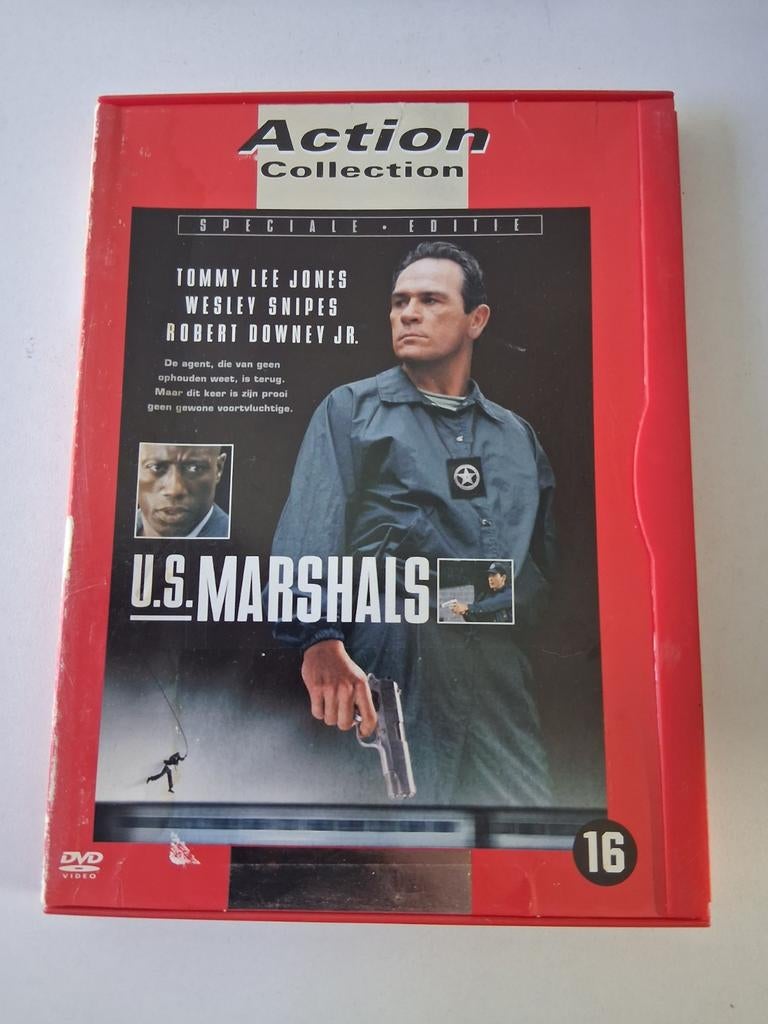 Action
Collection
SPECIALE • EDITIE
TOMMY LEE JONES
WESLEY SNIPES
ROBERT DOWNEY JR.
De agent, die van geen
ophouden weet, is terug.
Maar dit keer is zijn prooi
geen gewone voortvluchtige.
U.S. MARSHALS
DVD
VIDEO
16